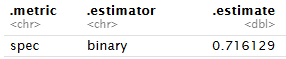 .metric .estimator .estimate
<chr> <chr> <dbl>
spec binary 0.716129